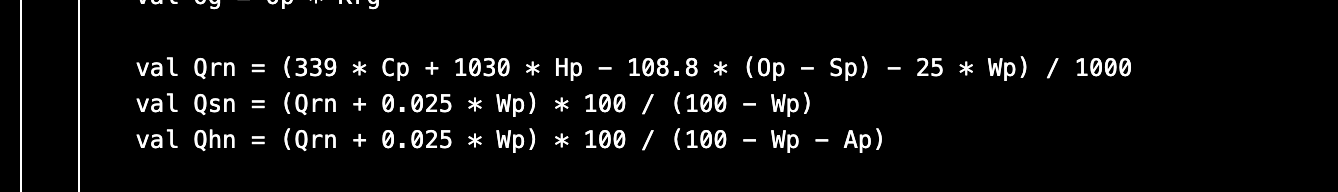 val Qrn = (339 * Cp + 1030 * Hp - 108.8 * (Op - Sp) - 25 * Wp) / 1000
val Qsn = (Qrn + 0.025 * Wp) * 100 / (100 - Wp)
val Qhn = (Qrn + 0.025 * Wp) * 100 / (100 - Wp - Ap)